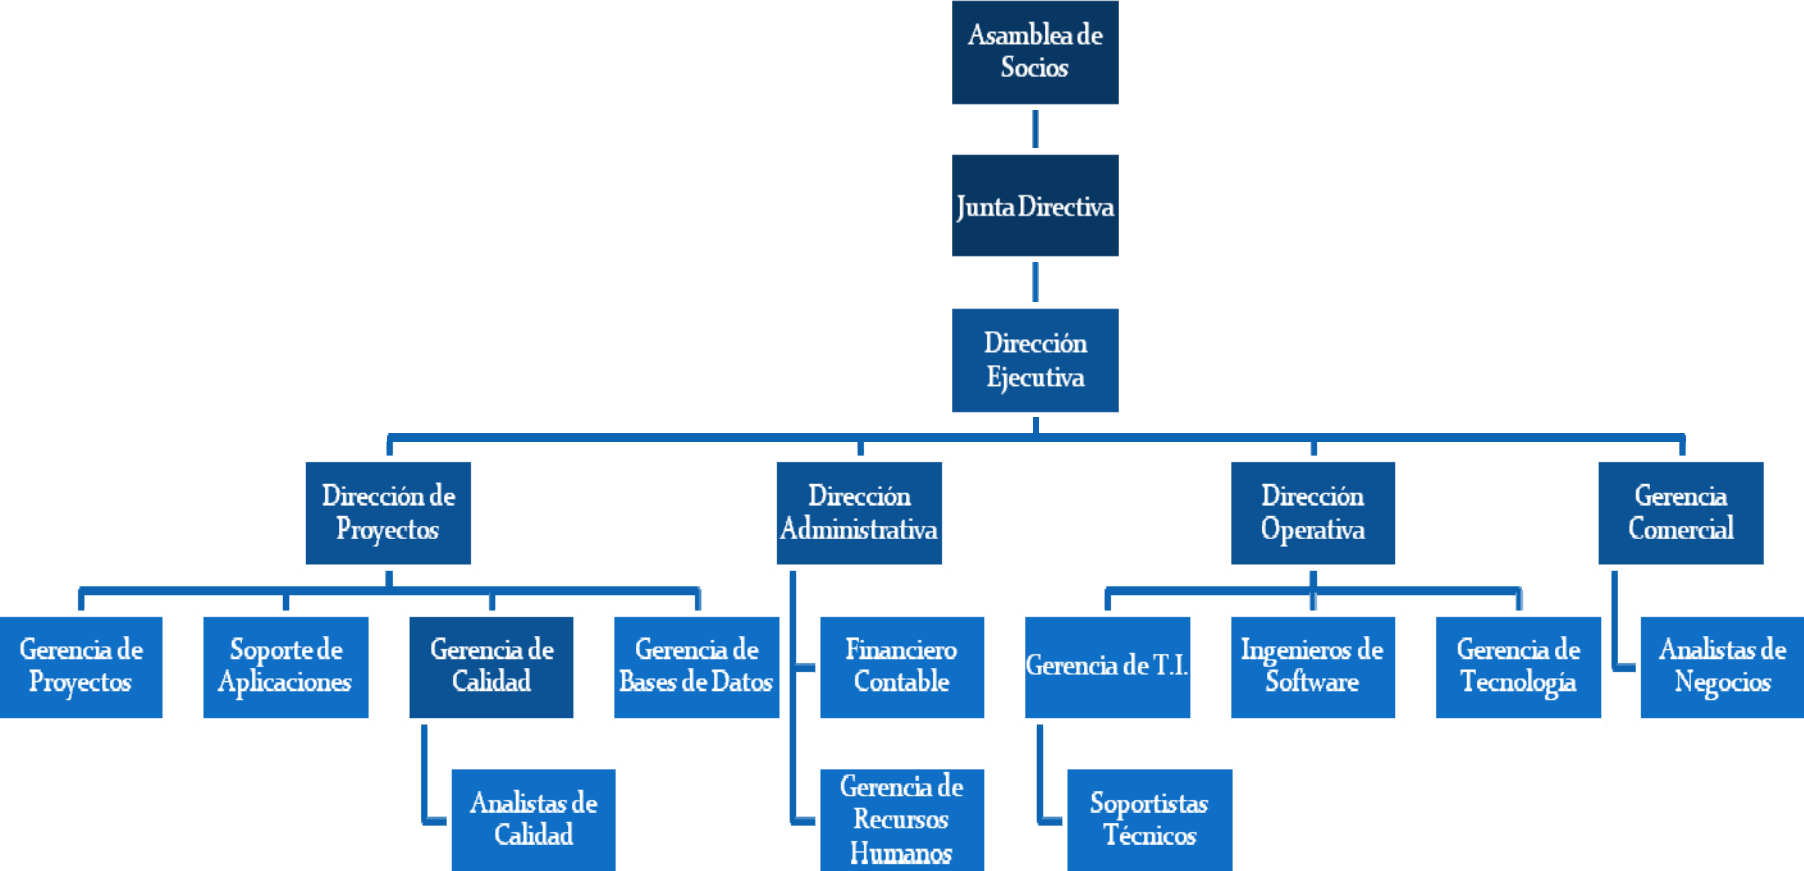 Asamblea de
Socios
Junta Directiva
Dirección
Ejecutiva
Dirección de
Proyectos
Dirección
Administrativa
Dirección
Operativa
Gerencia
Comercial
Gerencia de
Proyectos
Soporte de
Aplicaciones
Gerencia de
Calidad
Gerencia de
Bases de Datos
Financiero
Contable
Gerencia de T.I.
Ingenieros de
Software
Gerencia de
Tecnología
Analistas de
Negocios
Analistas de
Calidad
Gerencia de
Recursos
Humanos
Soportistas
Técnicos